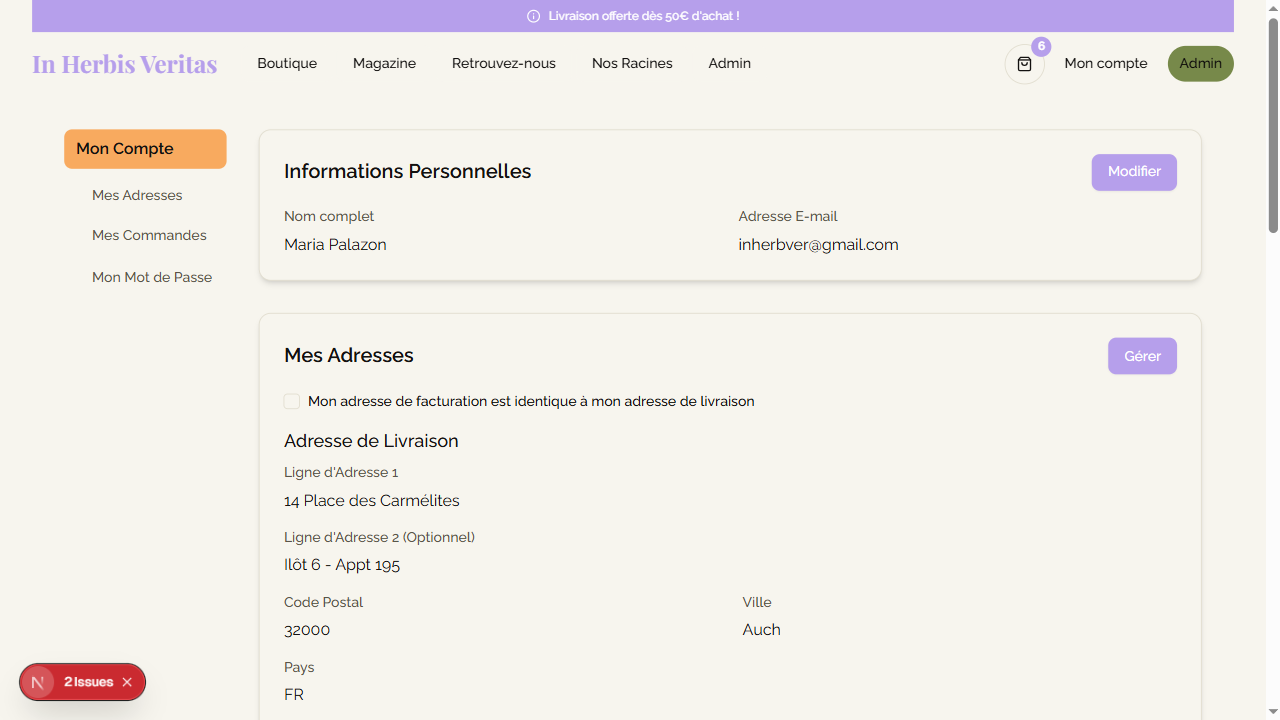 Livraison offerte dès 50€ d'achat !
In Herbis Veritas
Boutique
Magazine
Retrouvez-nous
Nos Racines
Admin
6
Mon compte
Admin
Mon Compte
Mes Adresses
Mes Commandes
Mon Mot de Passe
Informations Personnelles
Modifier
Nom complet
Adresse E-mail
Maria Palazon
inherbver@gmail.com
Mes Adresses
Gérer
Mon adresse de facturation est identique à mon adresse de livraison
Adresse de Livraison
Ligne d'Adresse 1
14 Place des Carmélites
Ligne d'Adresse 2 (Optionnel)
Ilôt 6 - Appt 195
Code Postal
Ville
32000
Auch
Pays
FR
N
2 Issues